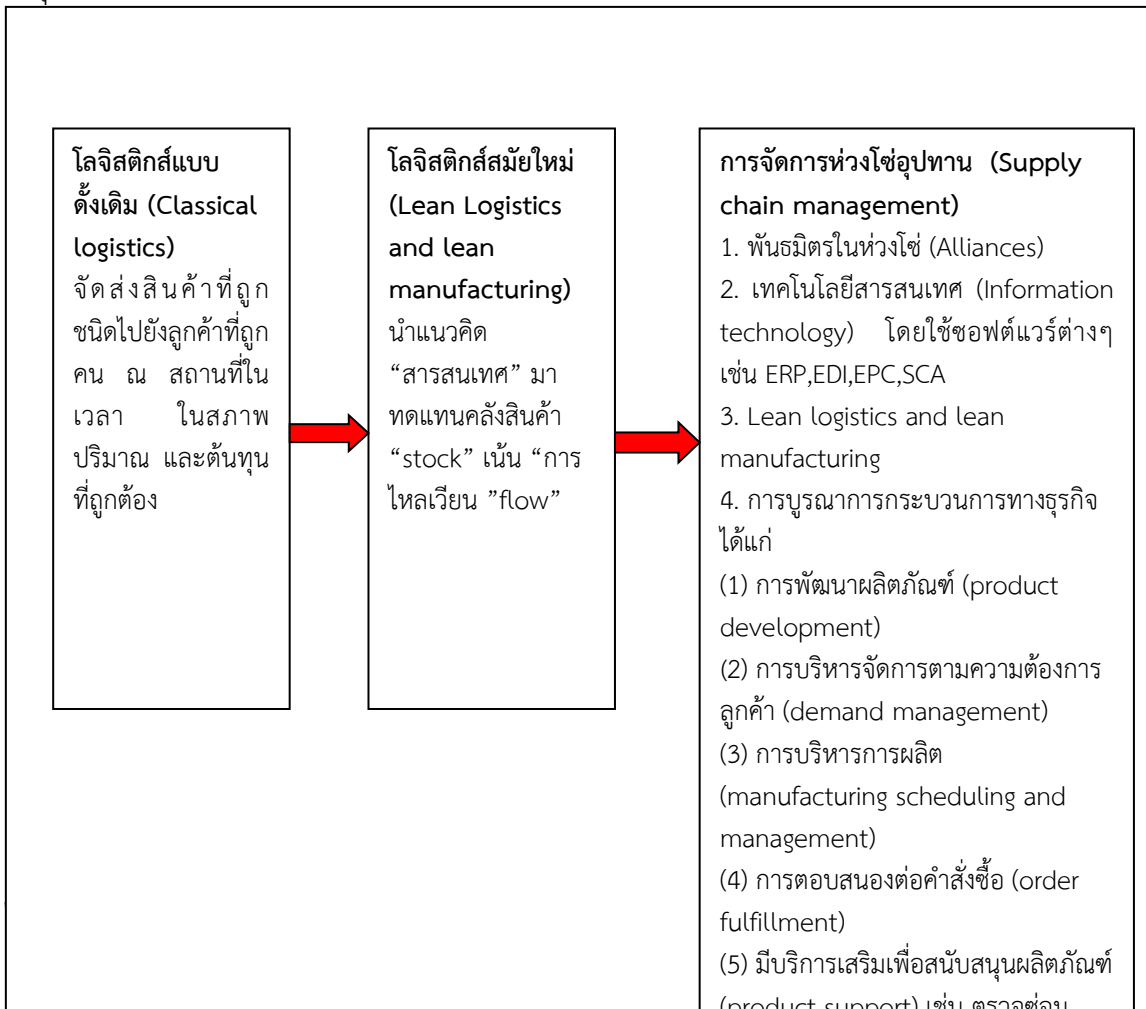 โลจิสติกส์แบบ
ดั้งเดิม (Classical
logistics)
จัดส่งสินค้าที่ถูก
ชนิดไปยังลูกค้าที่ถูก
คน ณ สถานที่ใน
เวลา ในสภาพ
ปริมาณ และต้นทุน
ที่ถูกต้อง
โลจิสติกส์สมัยใหม่
(Lean Logistics
and lean
manufacturing)
นำแนวคิด
“สารสนเทศ” มา
ทดแทนคลังสินค้า
“stock” เน้น “การ
ไหลเวียน ”flow”
การจัดการห่วงโซ่อุปทาน (Supply
chain management)
1. พันธมิตรในห่วงโซ่ (Alliances)
2. เทคโนโลยีสารสนเทศ (Information
technology) โดยใช้ซอฟต์แวร์ต่างๆ
เช่น ERP,EDI,EPC,SCA
3. Lean logistics and lean
manufacturing
4. การบูรณาการกระบวนการทางธุรกิจ
ได้แก่
(1) การพัฒนาผลิตภัณฑ์ (product
development)
(2) การบริหารจัดการตามความต้องการ
ลูกค้า (demand management)
(3) การบริหารการผลิต
(manufacturing scheduling and
management)
(4) การตอบสนองต่อคำสั่งซื้อ (order
fulfillment)
(5) มีบริการเสริมเพื่อสนับสนุนผลิตภัณฑ์
(product support) เช่น ตรวจซ่อม